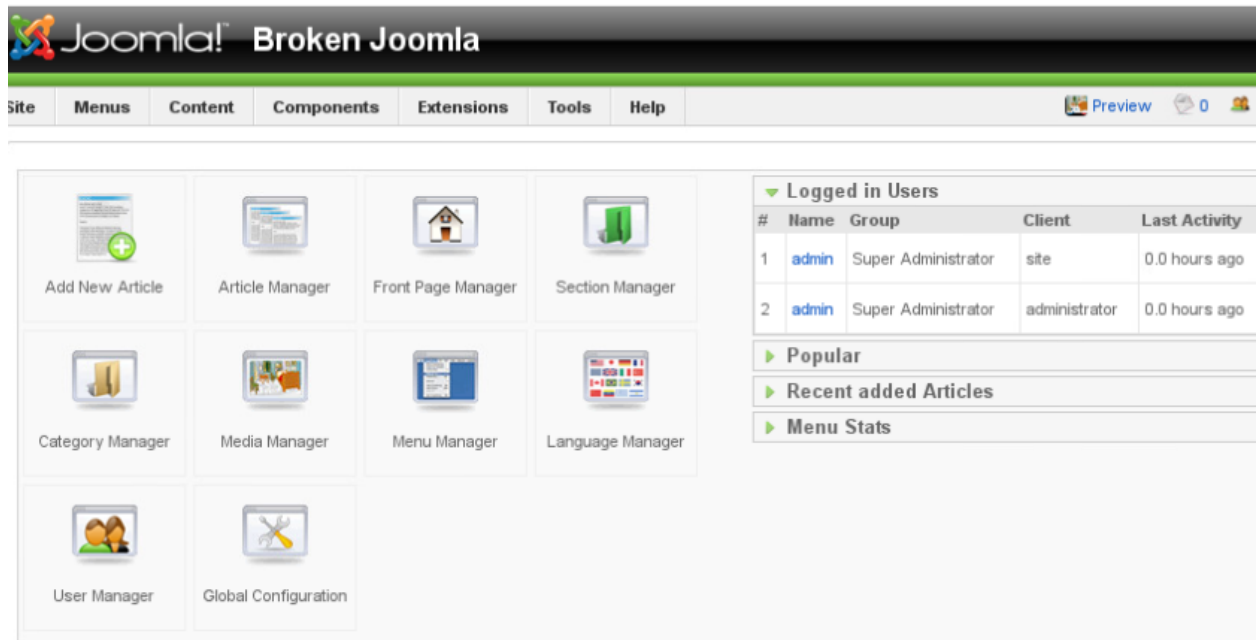 Joomla!™ Broken Joomla
Site Menus Content Components Extensions Tools Help Preview 0
Add New Article Article Manager Front Page Manager Section Manager
Category Manager Media Manager Menu Manager Language Manager
User Manager Global Configuration
Logged in Users
# Name Group Client Last Activity
1 admin Super Administrator site 0.0 hours ago
2 admin Super Administrator administrator 0.0 hours ago
Popular
Recent added Articles
Menu Stats